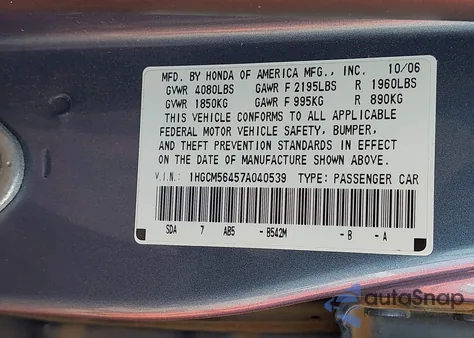 MFD. BY HONDA OF AMERICA MFG., INC. 10/06
GVWR 4080LBS GAWR F 2195LBS R 1960LBS
GVWR 1850KG GAWR F 995KG R 890KG
THIS VEHICLE CONFORMS TO ALL APPLICABLE
FEDERAL MOTOR VEHICLE SAFETY, BUMPER,
AND THEFT PREVENTION STANDARDS IN EFFECT
ON THE DATE OF MANUFACTURE SHOWN ABOVE.
V.I.N.: 1HGCM56457A040539 TYPE: PASSENGER CAR
SDA 7 AB5 - B542M - B - A
autoSnap